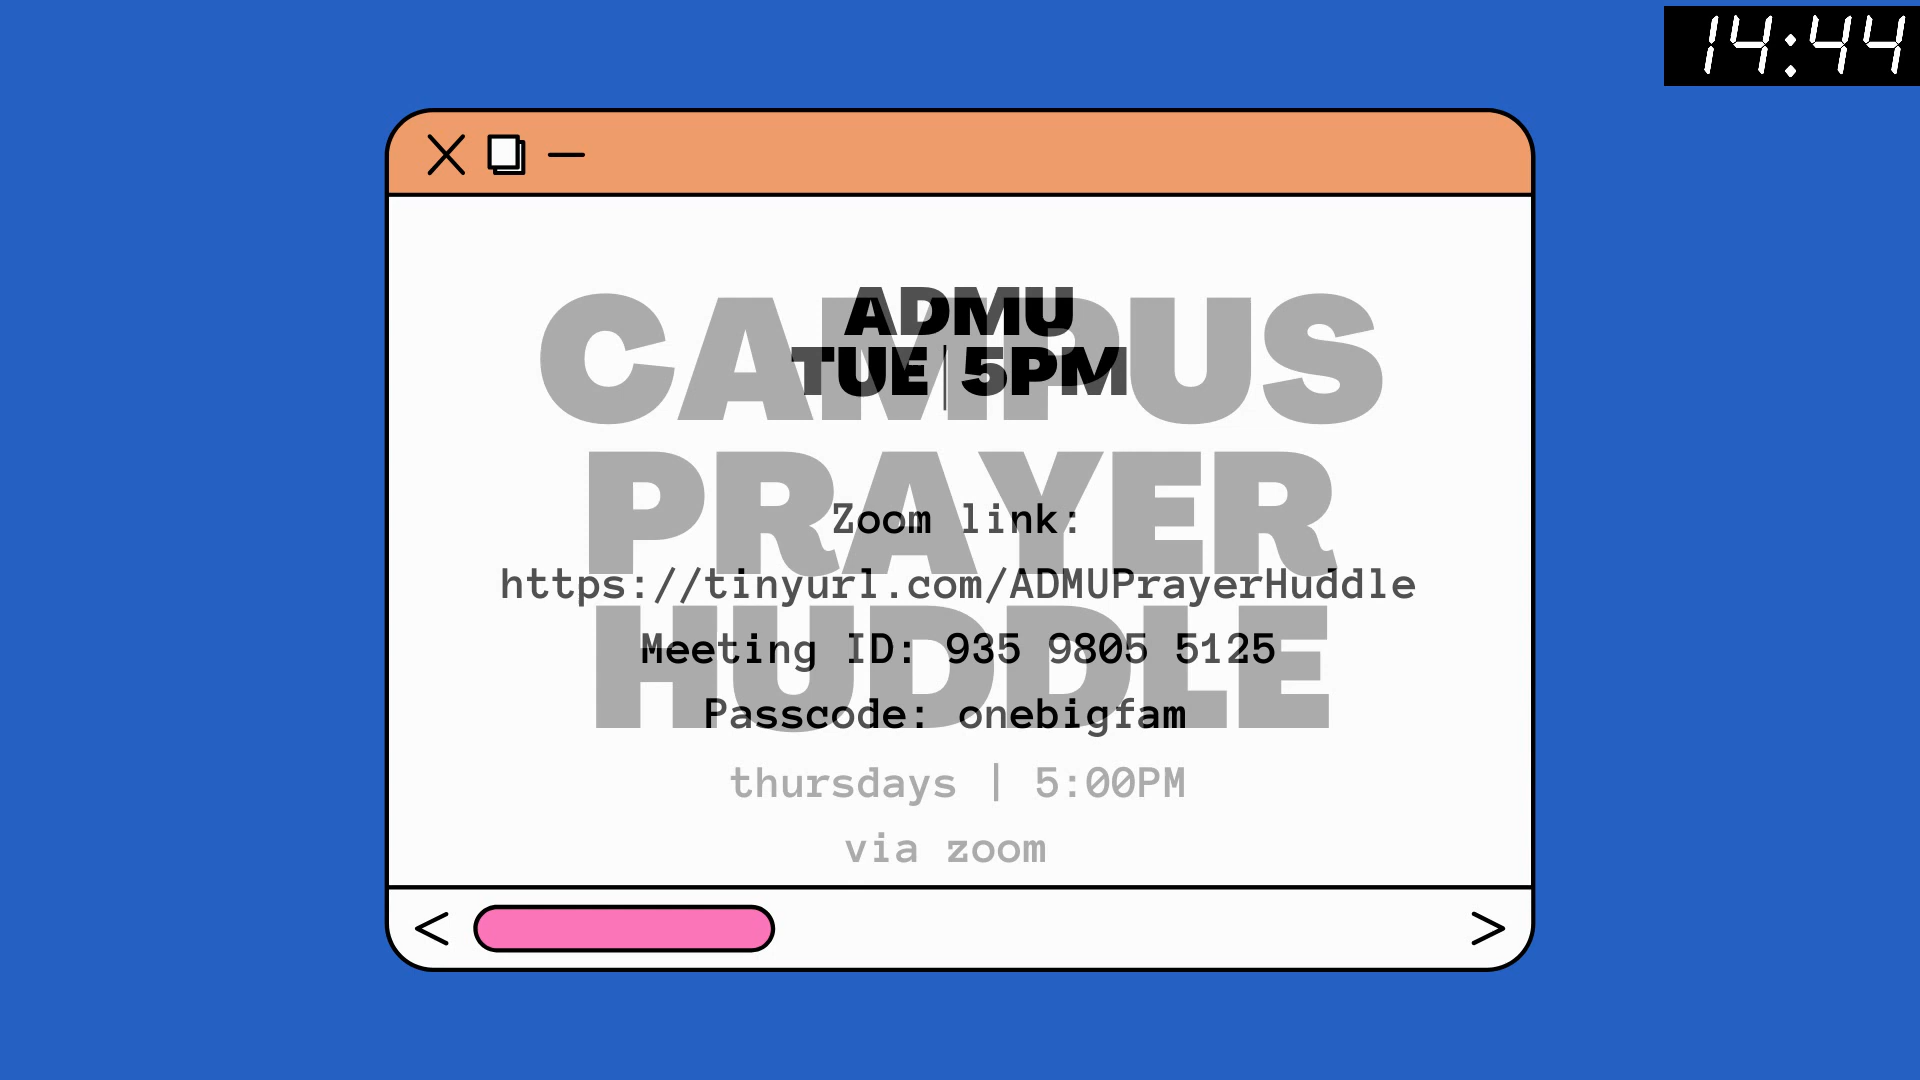 14:44
ADMU
TUE | 5PM
CAMPUS
PRAYER
HUDDLE
Zoom link:
https://tinyurl.com/ADMUPrayerHuddle
Meeting ID: 935 9805 5125
Passcode: onebigfam
thursdays | 5:00PM
via zoom